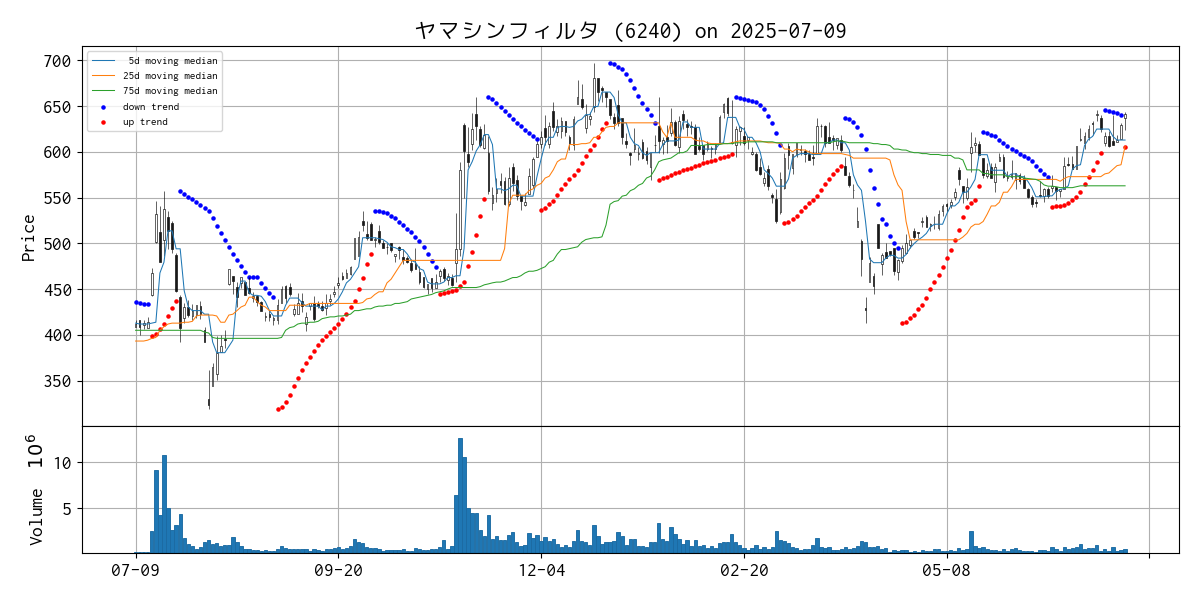 ヤマシンフィルタ (6240) on 2025-07-09
700
650
600
550
500
450
400
350
Price
5d moving median
25d moving median
75d moving median
down trend
up trend
10
5
Volume 10^6
07-09
09-20
12-04
02-20
05-08